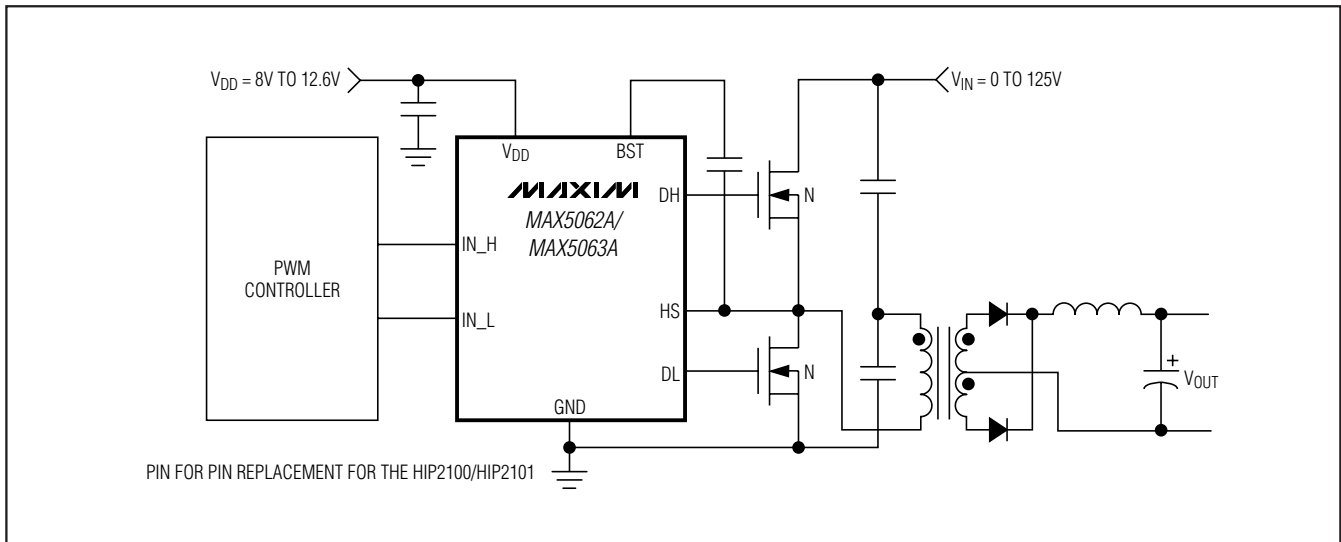 V_DD = 8V TO 12.6V
V_IN = 0 TO 125V
V_DD
BST
MAXIM
DH
N
MAX5062A/
MAX5063A
IN_H
PWM
CONTROLLER
HS
IN_L
DL
N
+
V_OUT
GND
PIN FOR PIN REPLACEMENT FOR THE HIP2100/HIP2101